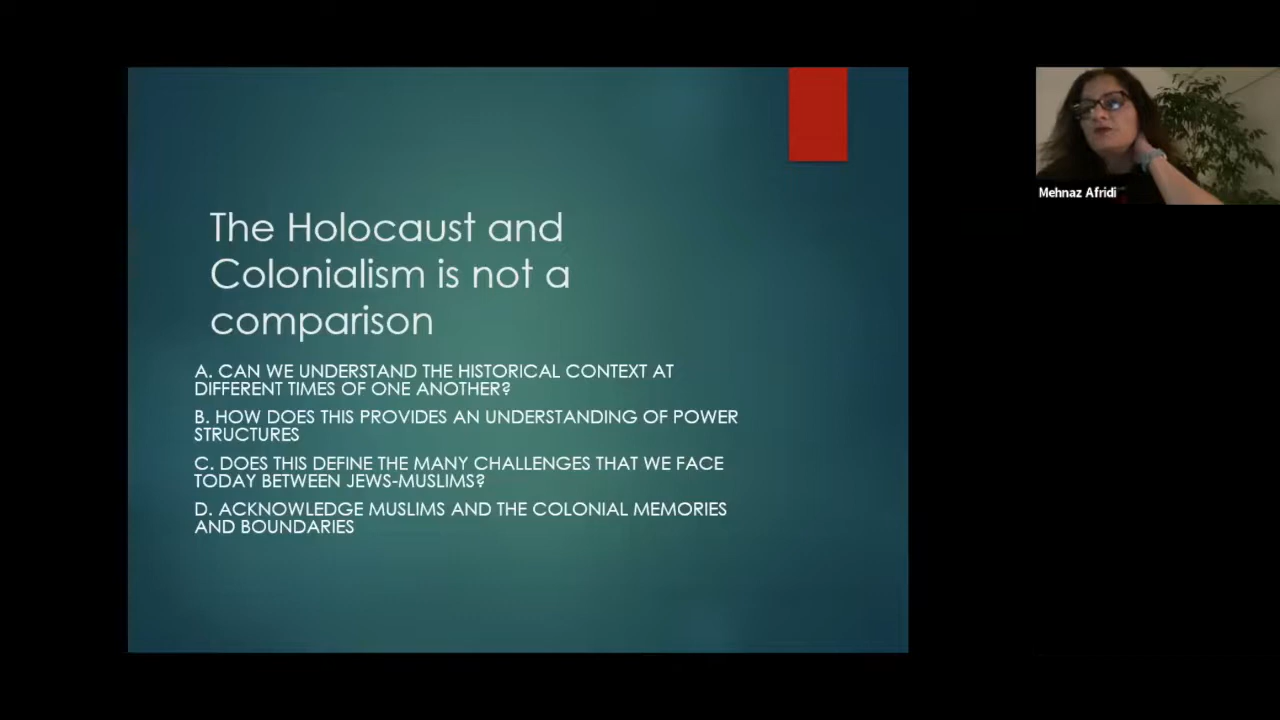 The Holocaust and
Colonialism is not a
comparison
A. CAN WE UNDERSTAND THE HISTORICAL CONTEXT AT
DIFFERENT TIMES OF ONE ANOTHER?
B. HOW DOES THIS PROVIDES AN UNDERSTANDING OF POWER
STRUCTURES
C. DOES THIS DEFINE THE MANY CHALLENGES THAT WE FACE
TODAY BETWEEN JEWS-MUSLIMS?
D. ACKNOWLEDGE MUSLIMS AND THE COLONIAL MEMORIES
AND BOUNDARIES
Mehnaz Afridi